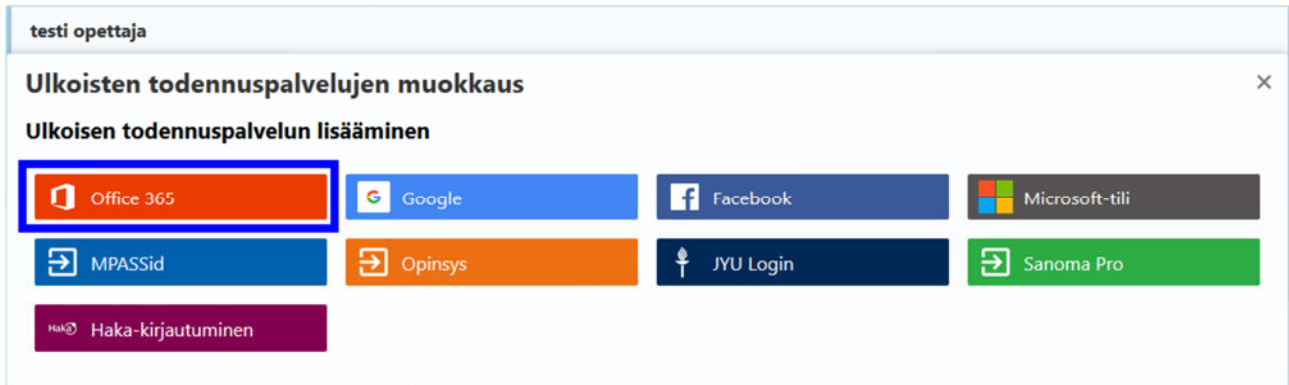 testi opettaja
Ulkoisten todennuspalvelujen muokkaus
Ulkoisen todennuspalvelun lisääminen
Office 365
G Google
f Facebook
Microsoft-tili
MPASSid
Opinsys
JYU Login
Sanoma Pro
Haka Haka-kirjautuminen